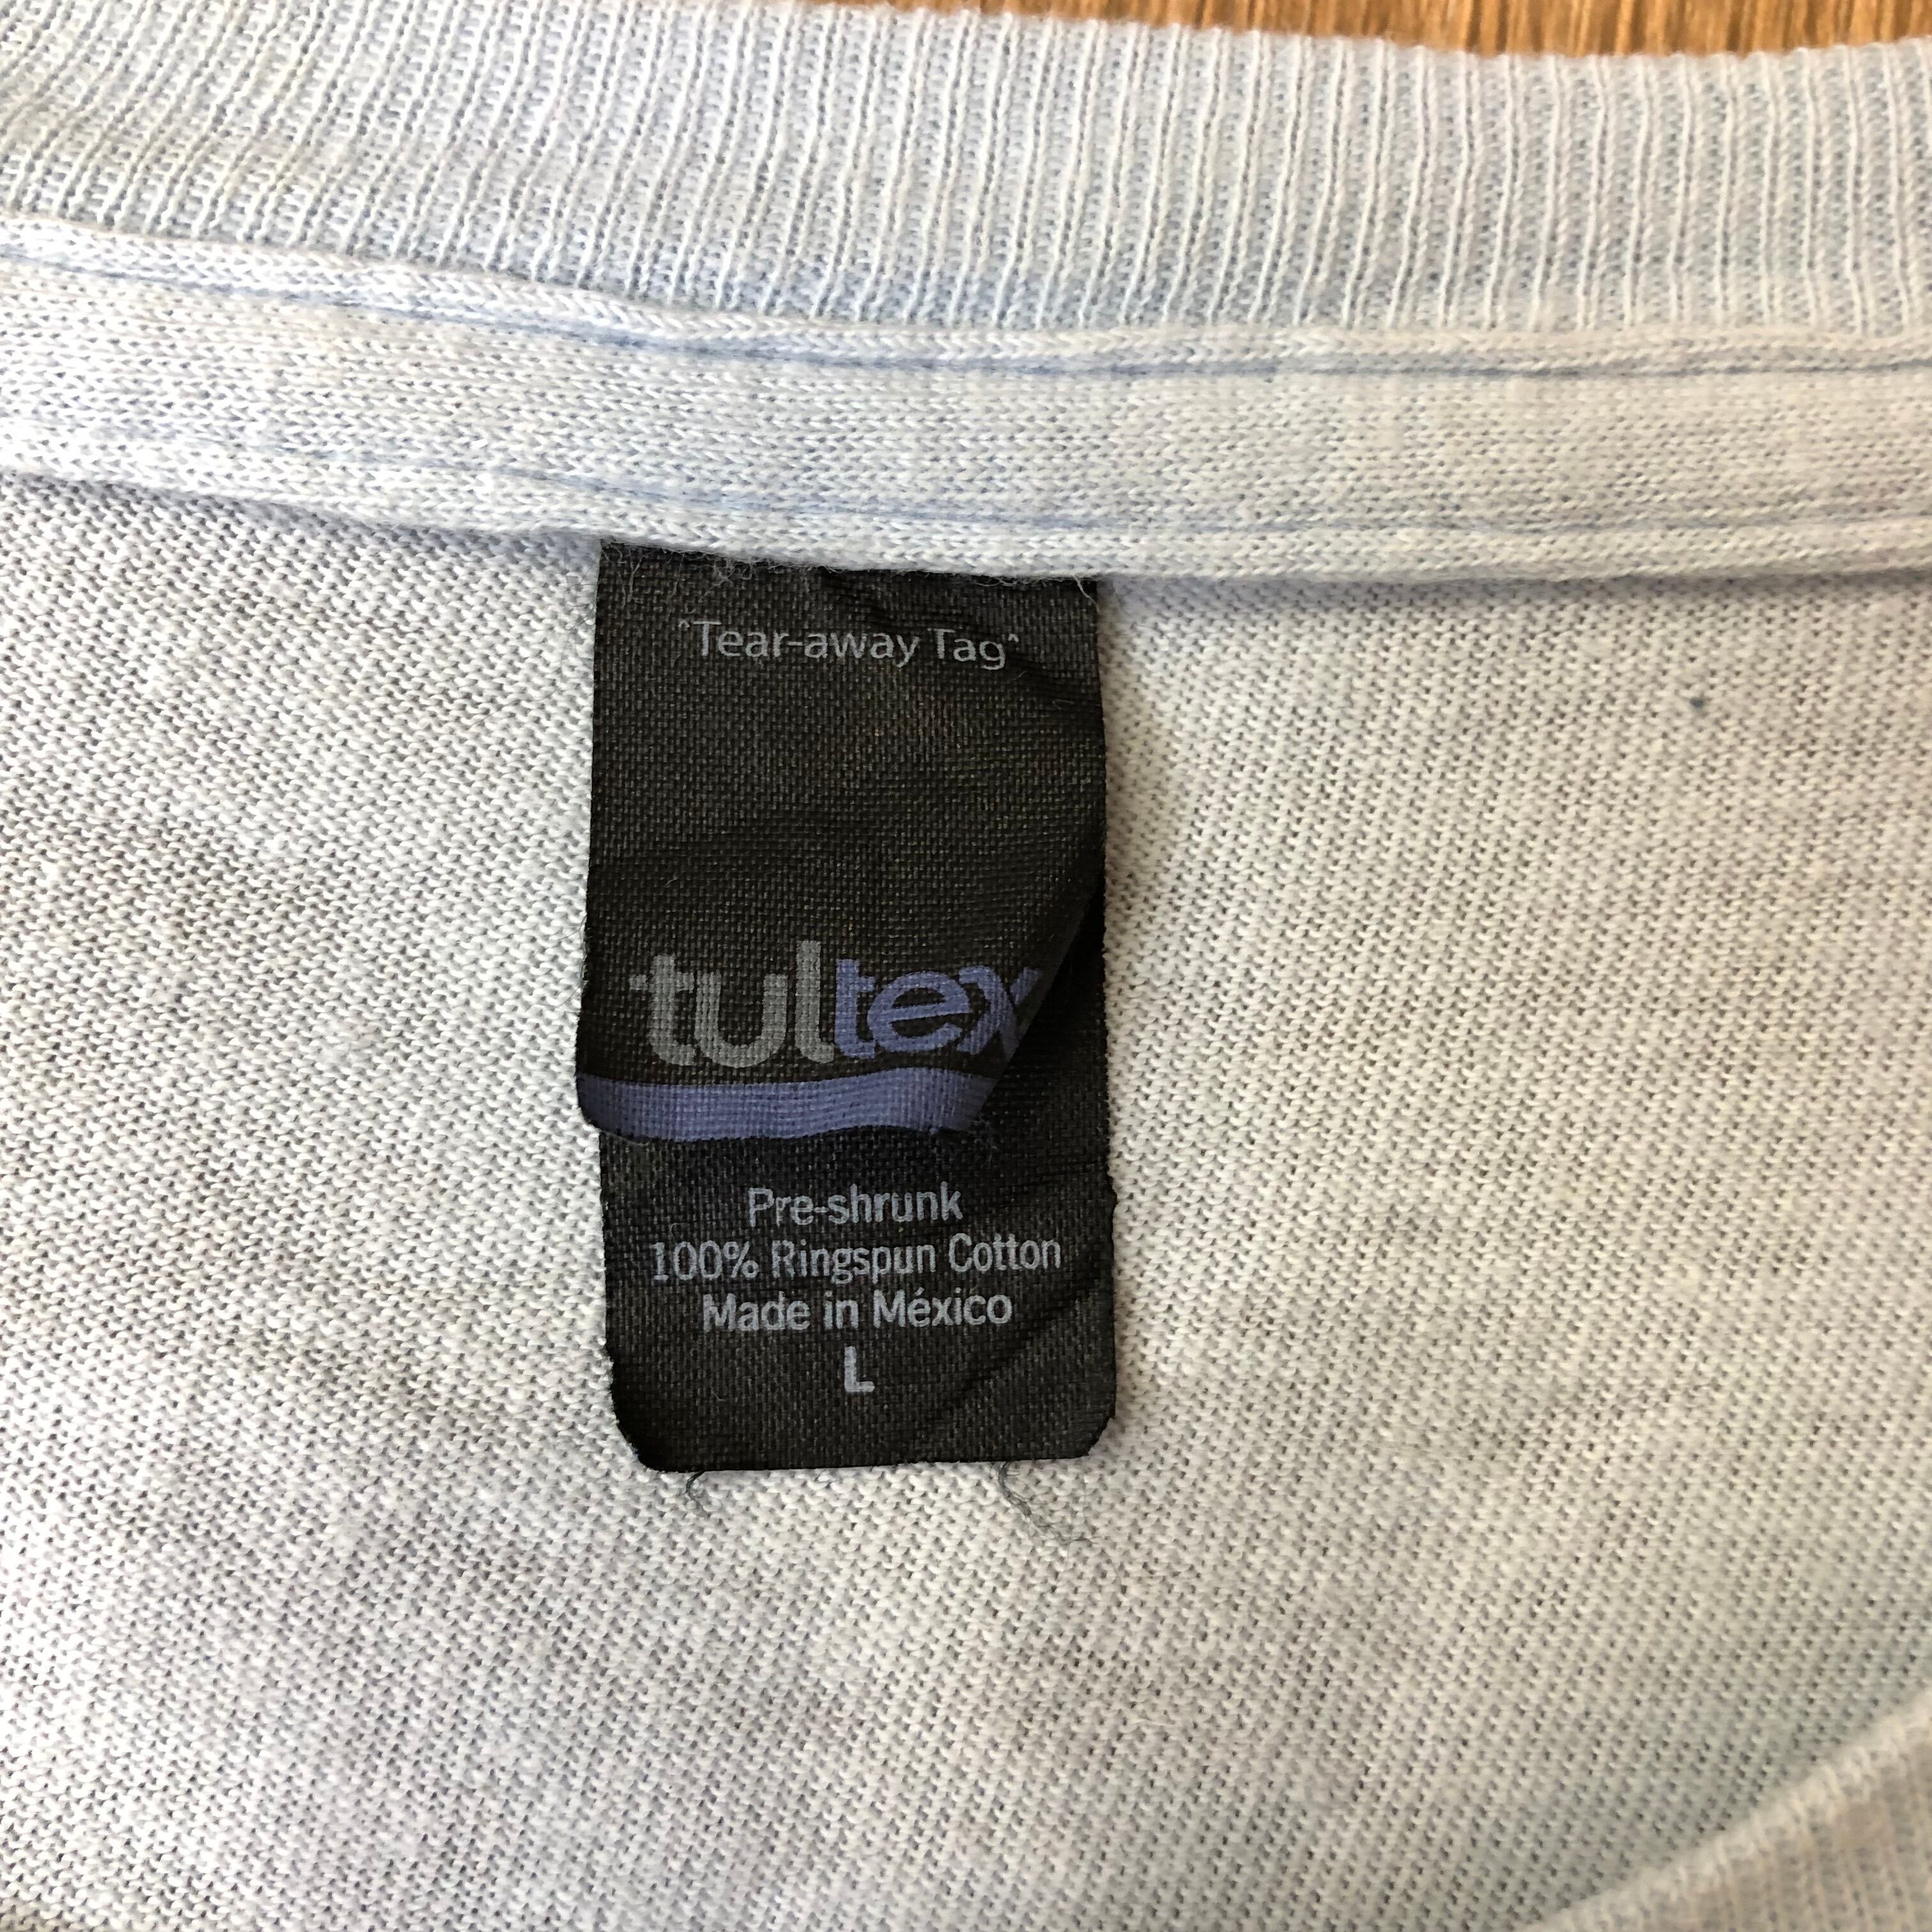 ^Tear-away Tag^
tultex
Pre-shrunk
100% Ringspun Cotton
Made in México
L